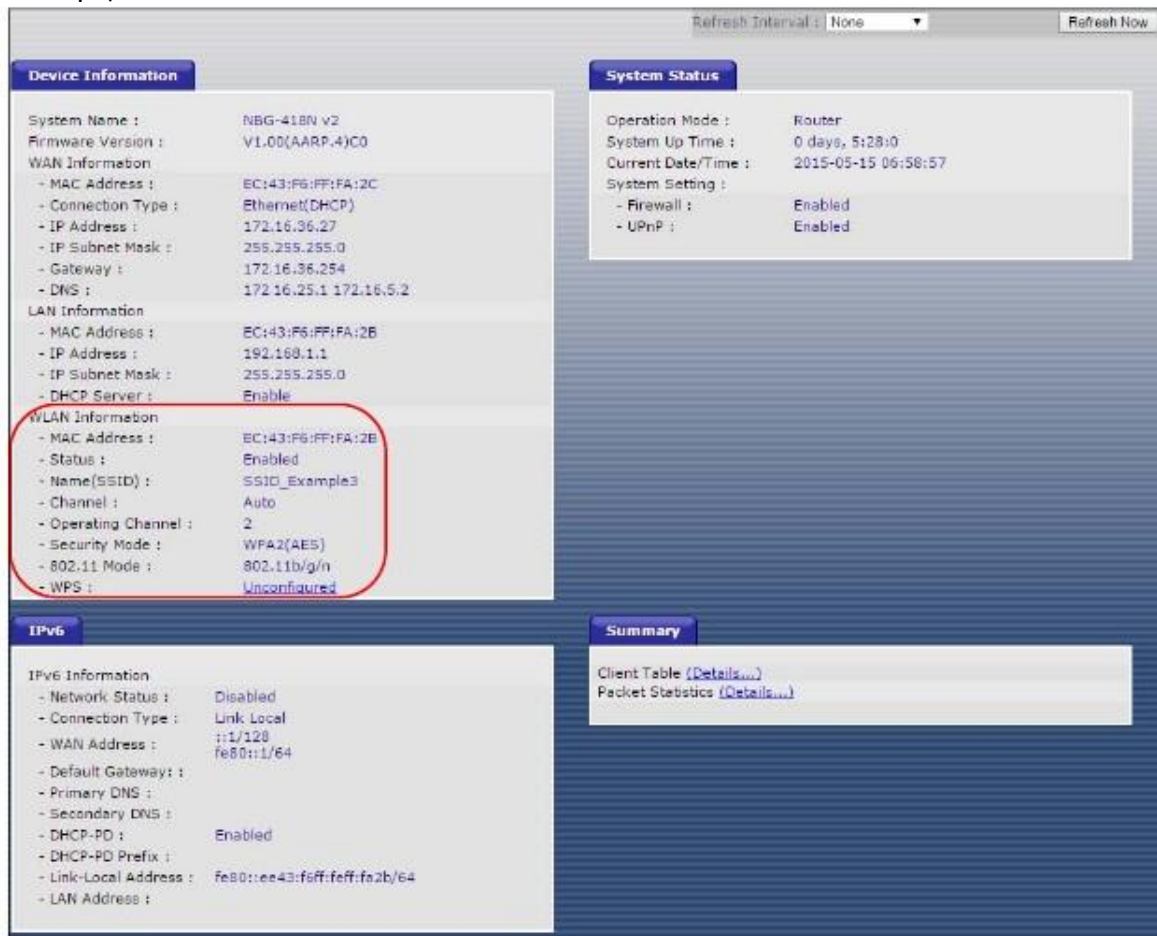 Refresh Interval : None
Refresh Now
Device Information
System Name : NBG-418N v2
Firmware Version : V1.00(AARP.4)C0
WAN Information
- MAC Address : EC:43:F6:FF:FA:2C
- Connection Type : Ethernet(DHCP)
- IP Address : 172.16.36.27
- IP Subnet Mask : 255.255.255.0
- Gateway : 172.16.36.254
- DNS : 172.16.25.1 172.16.5.2
LAN Information
- MAC Address : EC:43:F6:FF:FA:2B
- IP Address : 192.168.1.1
- IP Subnet Mask : 255.255.255.0
- DHCP Server : Enable
WLAN Information
- MAC Address : EC:43:F6:FF:FA:2B
- Status : Enabled
- Name(SSID) : SSID_Example3
- Channel : Auto
- Operating Channel : 2
- Security Mode : WPA2(AES)
- 802.11 Mode : 802.11b/g/n
- WPS : Unconfigured
System Status
Operation Mode : Router
System Up Time : 0 days, 5:28:0
Current Date/Time : 2015-05-15 06:58:57
System Setting :
- Firewall : Enabled
- UPnP : Enabled
IPv6
IPv6 Information
- Network Status : Disabled
- Connection Type : Link Local
- WAN Address : ::1/128
fe80::1/64
- Default Gateway: :
- Primary DNS :
- Secondary DNS :
- DHCP-PD : Enabled
- DHCP-PD Prefix :
- Link-Local Address : fe80::ee43:f6ff:feff:fa2b/64
- LAN Address :
Summary
Client Table (Details...)
Packet Statistics (Details...)